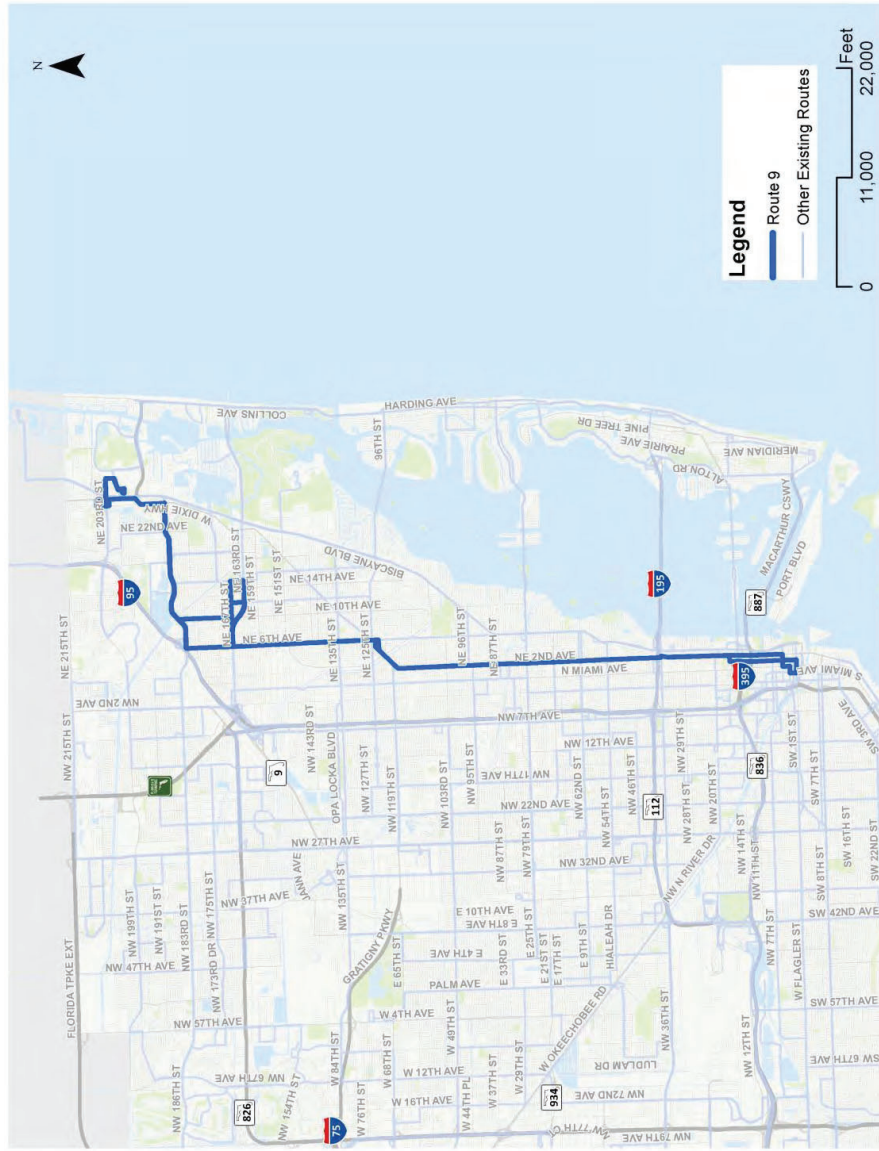 N
FLORIDA TPKE EXT
NW 215TH ST
NE 215TH ST
NE 203RD ST
95
NE 22ND AVE
W DIXIE HWY
NW 2ND AVE
NW 199TH ST
NW 191ST ST
NW 183RD ST
NW 186TH ST
NW 47TH AVE
NW 57TH AVE
NW 67TH AVE
NW 173RD DR
NW 175TH ST
NW 37TH AVE
NW 27TH AVE
826
NW 154TH ST
9
NE 167TH ST
NE 163RD ST
NE 159TH ST
NE 151ST ST
NE 6TH AVE
NE 10TH AVE
NE 14TH AVE
COLLINS AVE
BISCAYNE BLVD
NW 143RD ST
OPA LOCKA BLVD
JANN AVE
NW 135TH ST
NE 135TH ST
NE 125TH ST
NW 127TH ST
NW 119TH ST
GRATIGNY PKWY
75
W 84TH ST
W 76TH ST
W 68TH ST
E 65TH ST
96TH ST
HARDING AVE
NW 7TH AVE
NW 12TH AVE
NW 17TH AVE
NW 22ND AVE
NW 32ND AVE
E 10TH AVE
E 8TH AVE
E 4TH AVE
PALM AVE
W 4TH AVE
W 12TH AVE
W 16TH AVE
NW 103RD ST
NW 95TH ST
NE 96TH ST
NE 87TH ST
NW 87TH ST
NW 79TH ST
NE 2ND AVE
N MIAMI AVE
W 49TH ST
W 44TH PL
W 37TH ST
W 29TH ST
E 33RD ST
E 25TH ST
E 21ST ST
E 17TH ST
E 9TH ST
HIALEAH DR
W OKEECHOBEE RD
LUDLAM DR
934
NW 72ND AVE
NW 77TH CT
NW 79TH AVE
NW 62ND ST
NW 54TH ST
NW 46TH ST
NW 36TH ST
112
195
PINE TREE DR
PRAIRIE AVE
ALTON RD
MERIDIAN AVE
NW 29TH ST
NW 28TH ST
NW 20TH ST
NW N RIVER DR
NW 14TH ST
NW 11TH ST
395
836
887
MACARTHUR CSWY
PORT BLVD
NW 12TH ST
NW 7TH ST
W FLAGLER ST
SW 1ST ST
SW 7TH ST
SW 8TH ST
SW 16TH ST
SW 22ND ST
SW 42ND AVE
SW 57TH AVE
SW 67TH AVE
SW 3RD AVE
S MIAMI AVE
Legend
Route 9
Other Existing Routes
0 11,000 22,000
Feet